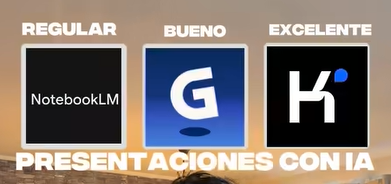 REGULAR
BUENO
EXCELENTE
NotebookLM
G
K
PRESENTACIONES CON IA